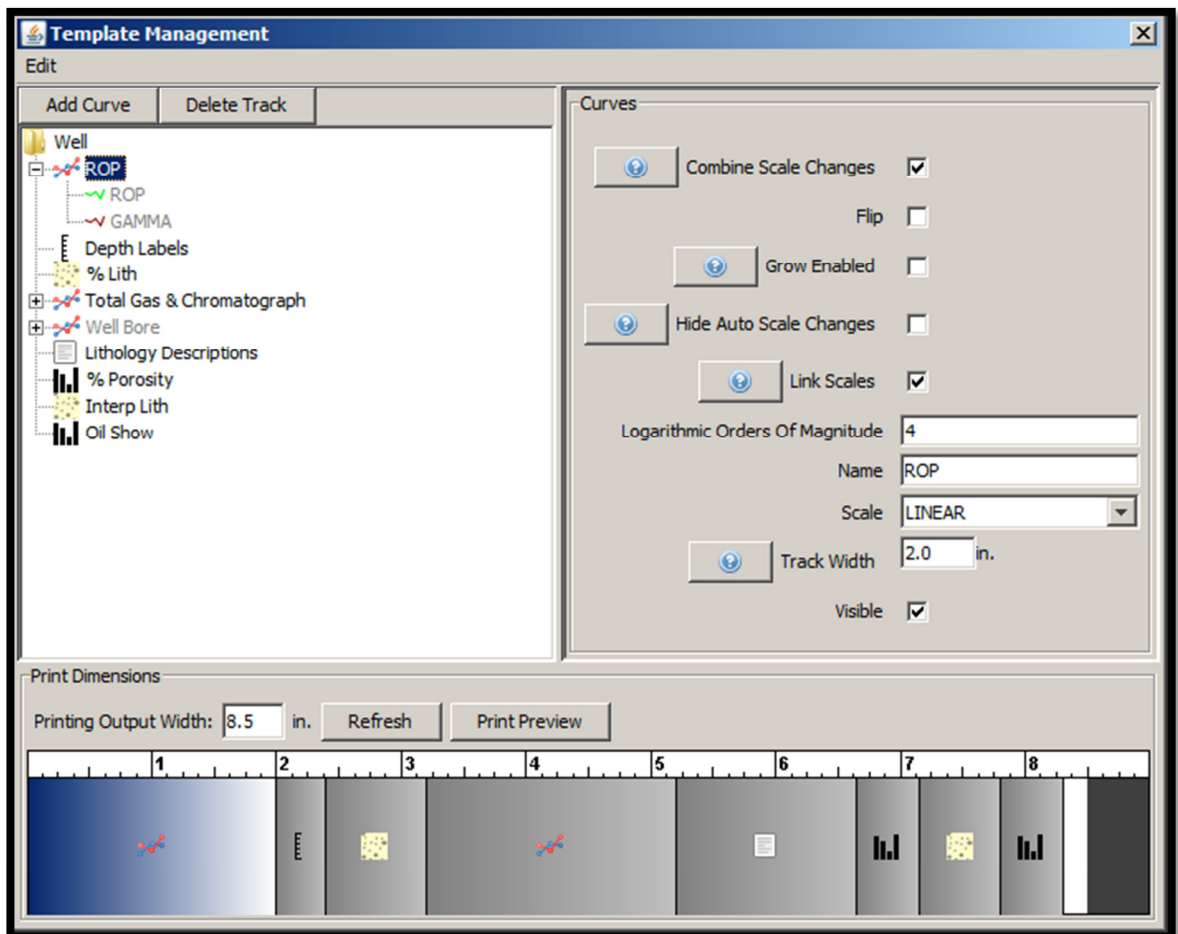 Template Management
Edit
Add Curve Delete Track
Well
ROP
ROP
GAMMA
Depth Labels
% Lith
Total Gas & Chromatograph
Well Bore
Lithology Descriptions
% Porosity
Interp Lith
Oil Show
Curves
Combine Scale Changes
Flip
Grow Enabled
Hide Auto Scale Changes
Link Scales
Logarithmic Orders Of Magnitude 4
Name ROP
Scale LINEAR
Track Width 2.0 in.
Visible
Print Dimensions
Printing Output Width: 8.5 in. Refresh Print Preview
1 2 3 4 5 6 7 8